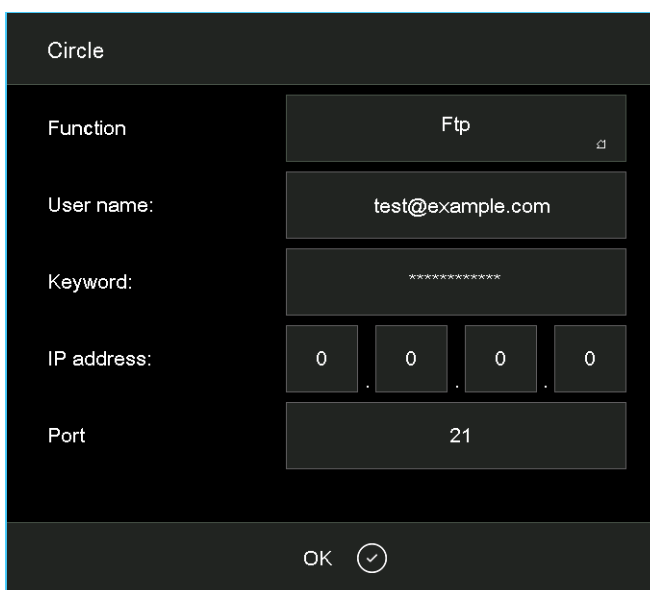 Circle
Function Ftp
User name: test@example.com
Keyword: ************
IP address: 0 . 0 . 0 . 0
Port 21
OK